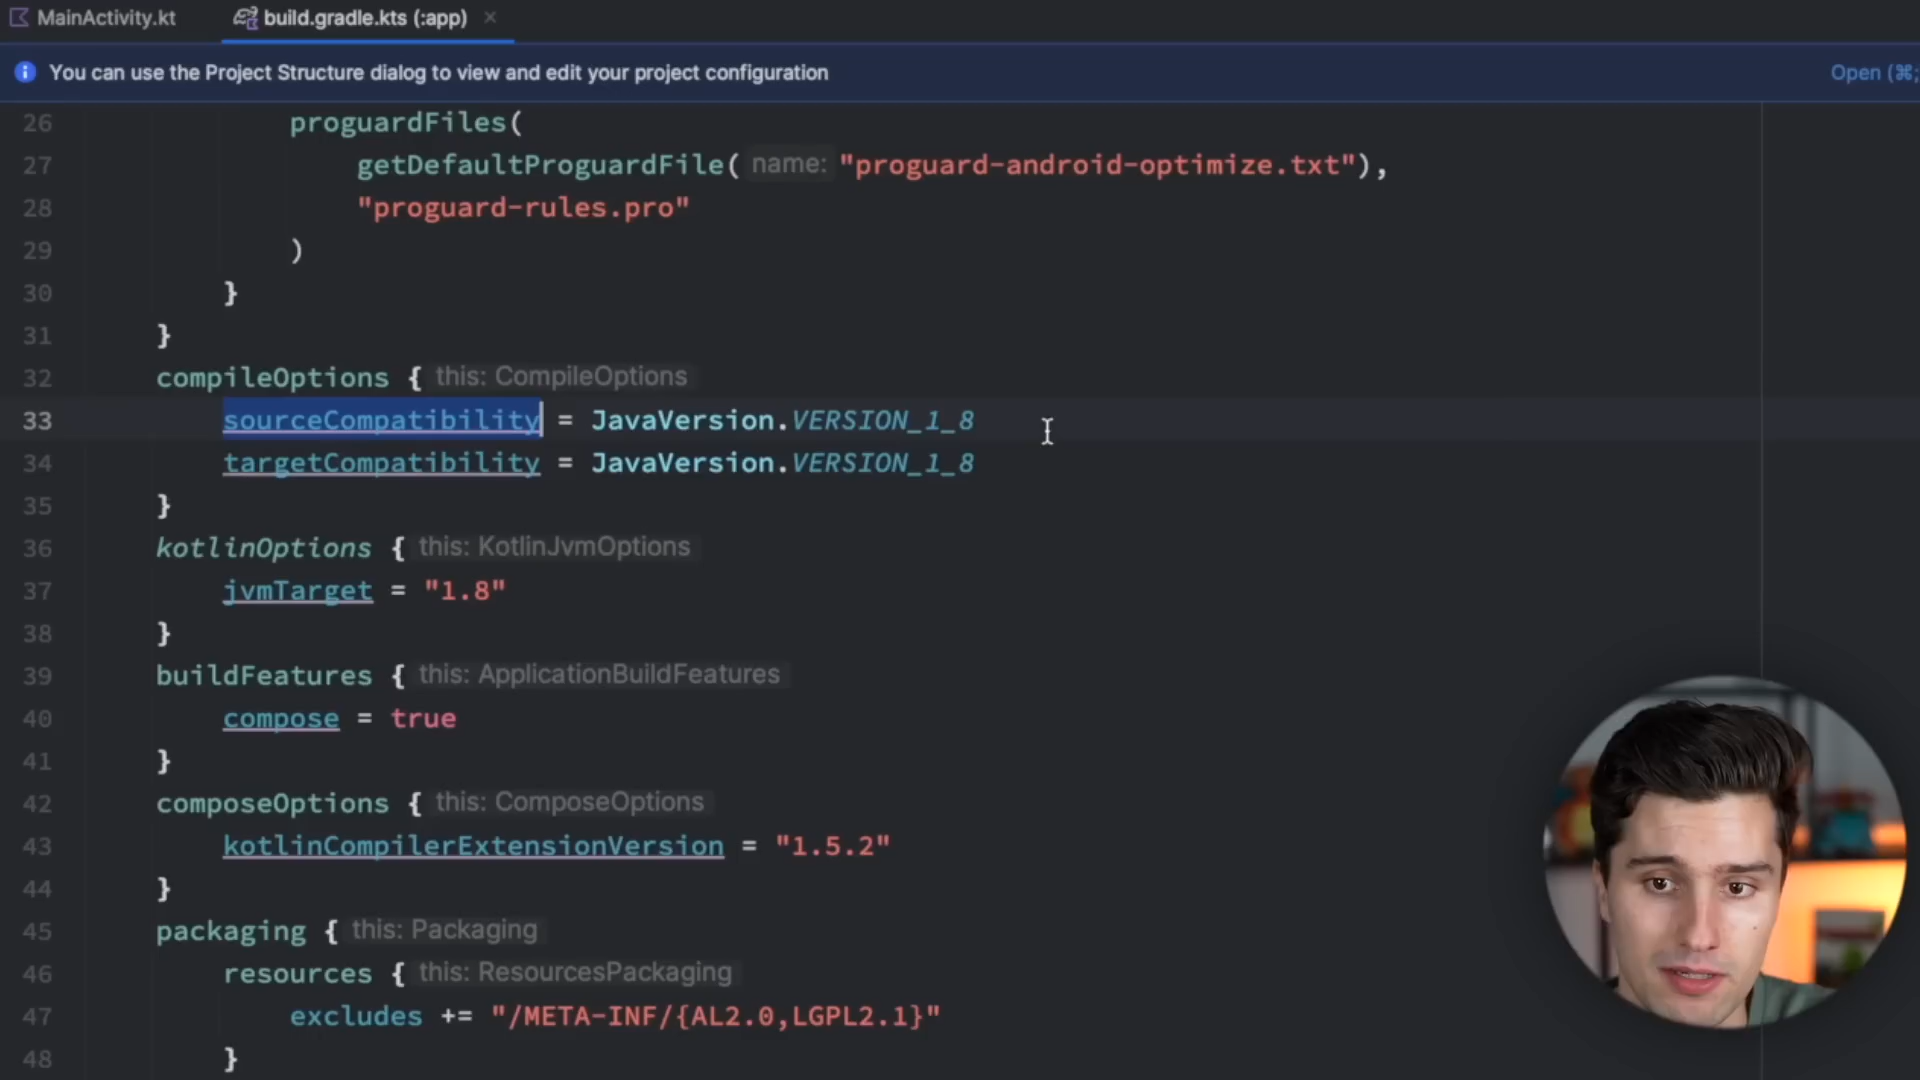 MainActivity.kt
build.gradle.kts (:app)
You can use the Project Structure dialog to view and edit your project configuration
Open (⌘;
26 proguardFiles(
27 getDefaultProguardFile( name: "proguard-android-optimize.txt"),
28 "proguard-rules.pro"
29 )
30 }
31 }
32 compileOptions { this: CompileOptions
33 sourceCompatibility = JavaVersion.VERSION_1_8
34 targetCompatibility = JavaVersion.VERSION_1_8
35 }
36 kotlinOptions { this: KotlinJvmOptions
37 jvmTarget = "1.8"
38 }
39 buildFeatures { this: ApplicationBuildFeatures
40 compose = true
41 }
42 composeOptions { this: ComposeOptions
43 kotlinCompilerExtensionVersion = "1.5.2"
44 }
45 packaging { this: Packaging
46 resources { this: ResourcesPackaging
47 excludes += "/META-INF/{AL2.0,LGPL2.1}"
48 }